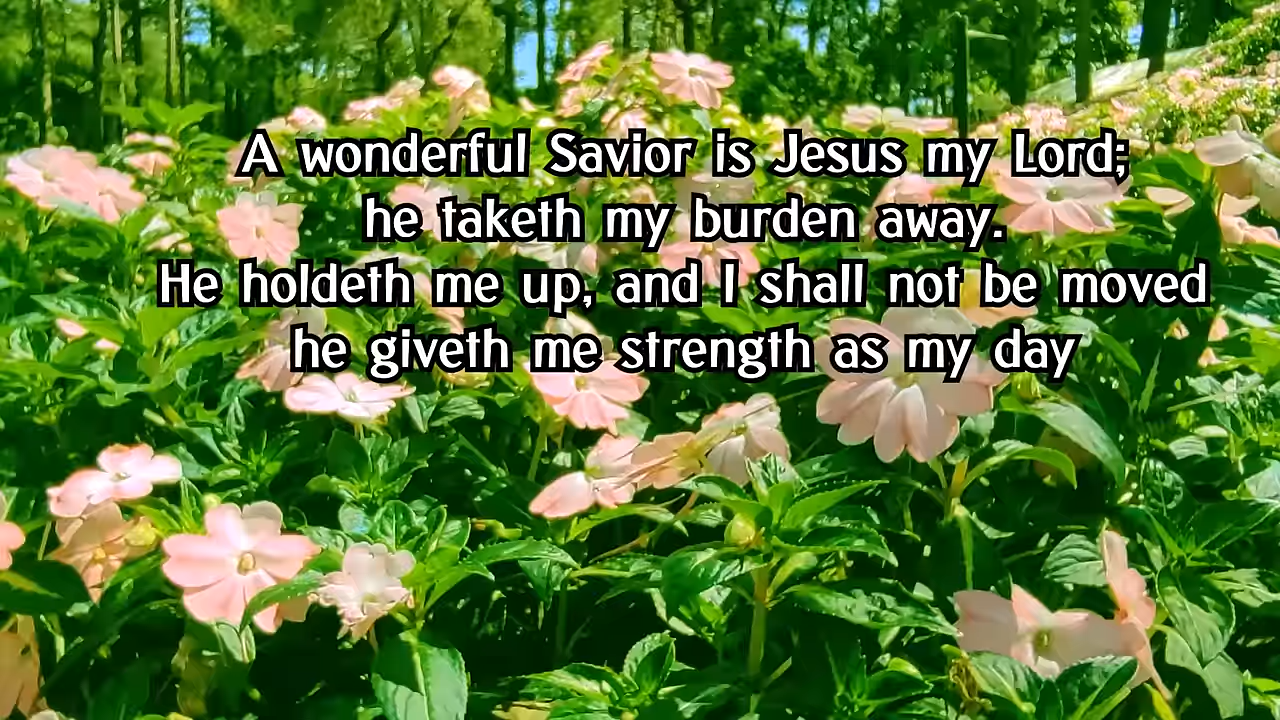 A wonderful Savior is Jesus my Lord;
he taketh my burden away.
He holdeth me up, and I shall not be moved
he giveth me strength as my day